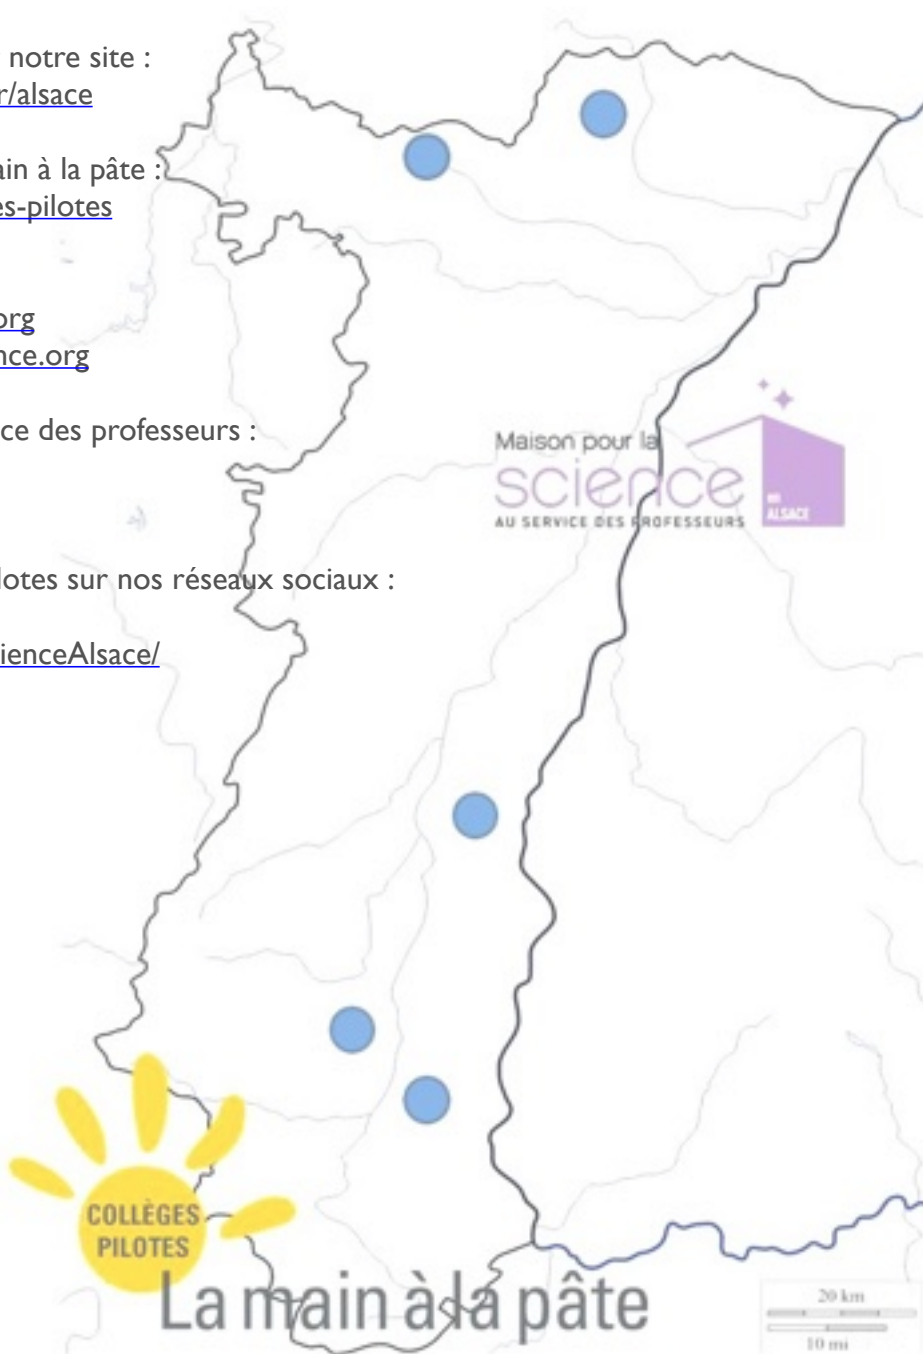 notre site :
r/alsace
ain à la pâte :
es-pilotes
org
nce.org
ce des professeurs :
Maison pour la
science
AU SERVICE DES PROFESSEURS
en
ALSACE
lotes sur nos réseaux sociaux :
ienceAlsace/
COLLÈGES
PILOTES
La main à la pâte
20 km
10 mi